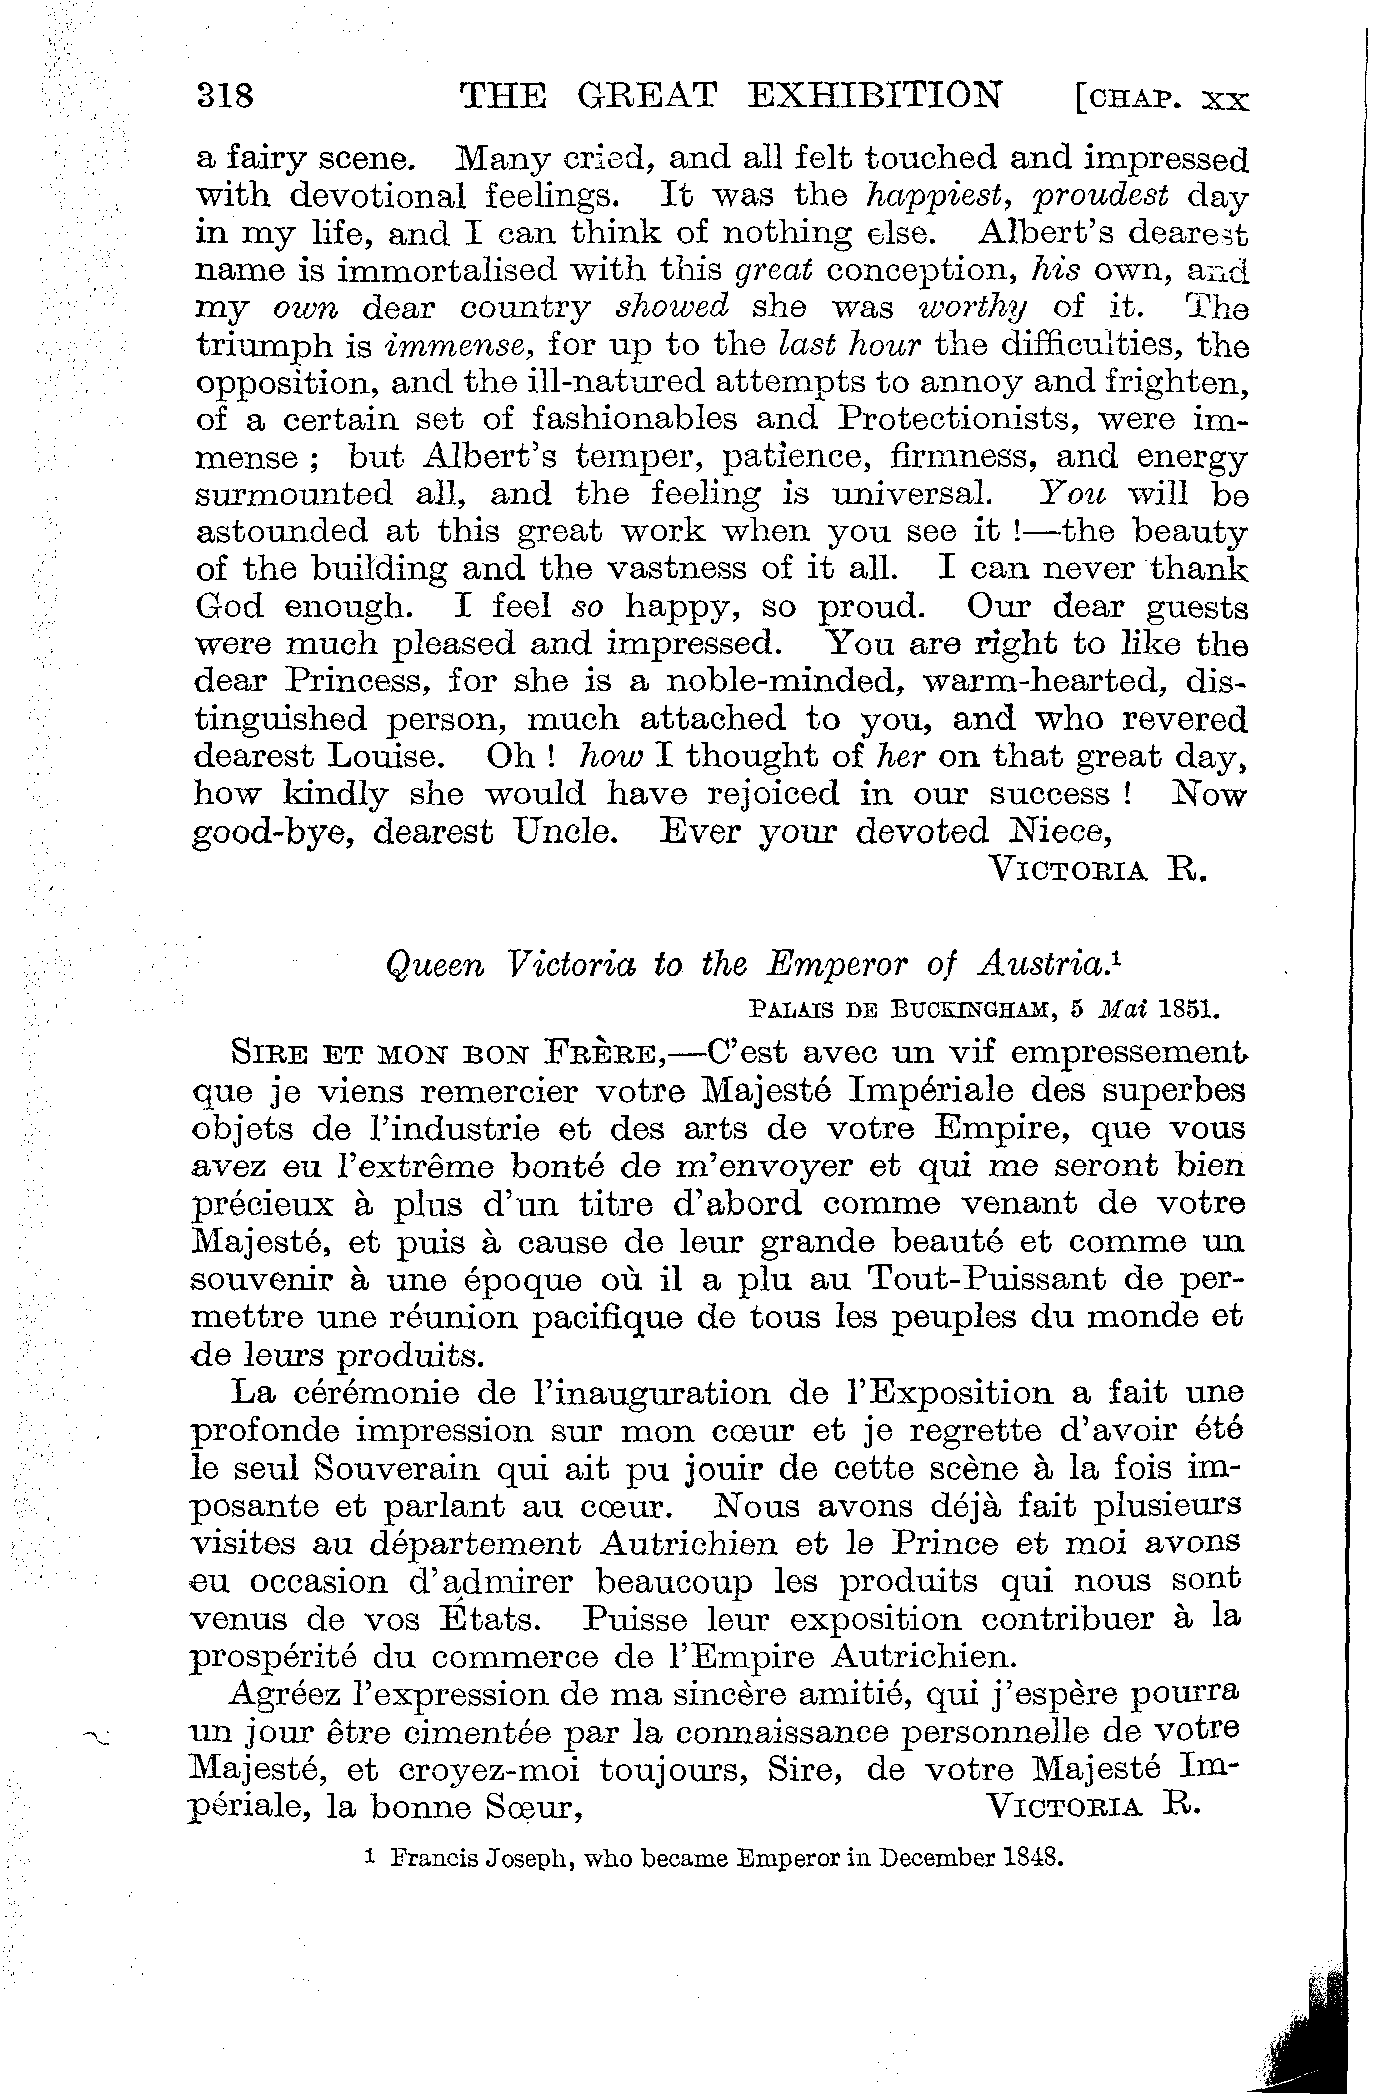 318 THE GREAT EXHIBITION [CHAP. XX
a fairy scene. Many cried, and all felt touched and impressed
with devotional feelings. It was the happiest, proudest day
in my life, and I can think of nothing else. Albert's dearest
name is immortalised with this great conception, his own, and
my own dear country showed she was worthy of it. The
triumph is immense, for up to the last hour the difficulties, the
opposition, and the ill-natured attempts to annoy and frighten,
of a certain set of fashionables and Protectionists, were im-
mense ; but Albert's temper, patience, firmness, and energy
surmounted all, and the feeling is universal. You will be
astounded at this great work when you see it !—the beauty
of the building and the vastness of it all. I can never thank
God enough. I feel so happy, so proud. Our dear guests
were much pleased and impressed. You are right to like the
dear Princess, for she is a noble-minded, warm-hearted, dis-
tinguished person, much attached to you, and who revered
dearest Louise. Oh ! how I thought of her on that great day,
how kindly she would have rejoiced in our success ! Now
good-bye, dearest Uncle. Ever your devoted Niece,
VICTORIA R.
Queen Victoria to the Emperor of Austria.¹
PALAIS DE BUCKINGHAM, 5 Mai 1851.
SIRE ET MON BON FRÈRE,—C'est avec un vif empressement
que je viens remercier votre Majesté Impériale des superbes
objets de l'industrie et des arts de votre Empire, que vous
avez eu l'extrême bonté de m'envoyer et qui me seront bien
précieux à plus d'un titre d'abord comme venant de votre
Majesté, et puis à cause de leur grande beauté et comme un
souvenir à une époque où il a plu au Tout-Puissant de per-
mettre une réunion pacifique de tous les peuples du monde et
de leurs produits.
La cérémonie de l'inauguration de l'Exposition a fait une
profonde impression sur mon cœur et je regrette d'avoir été
le seul Souverain qui ait pu jouir de cette scène à la fois im-
posante et parlant au cœur. Nous avons déjà fait plusieurs
visites au département Autrichien et le Prince et moi avons
eu occasion d'admirer beaucoup les produits qui nous sont
venus de vos États. Puisse leur exposition contribuer à la
prospérité du commerce de l'Empire Autrichien.
Agréez l'expression de ma sincère amitié, qui j'espère pourra
un jour être cimentée par la connaissance personnelle de votre
Majesté, et croyez-moi toujours, Sire, de votre Majesté Im-
périale, la bonne Sœur, VICTORIA R.
1 Francis Joseph, who became Emperor in December 1848.